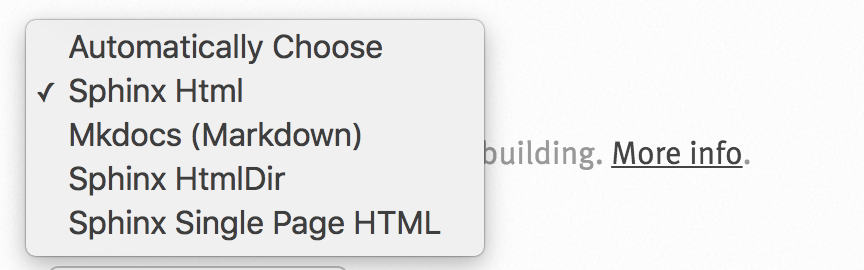 Automatically Choose
✓ Sphinx Html
Mkdocs (Markdown)
building. More info.
Sphinx HtmlDir
Sphinx Single Page HTML